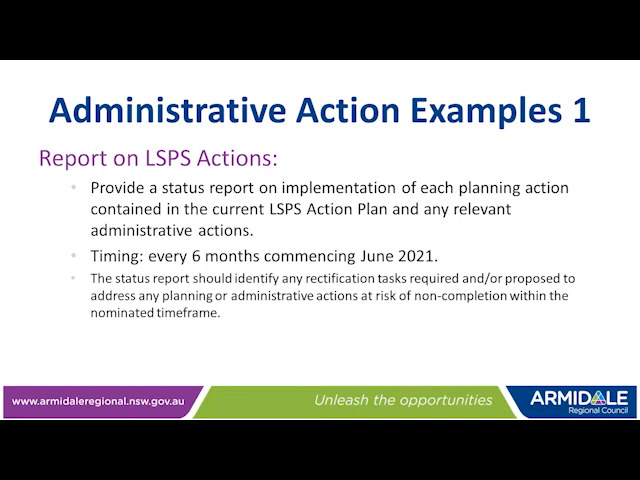 Administrative Action Examples 1
Report on LSPS Actions:
• Provide a status report on implementation of each planning action
contained in the current LSPS Action Plan and any relevant
administrative actions.
• Timing: every 6 months commencing June 2021.
• The status report should identify any rectification tasks required and/or proposed to
address any planning or administrative actions at risk of non-completion within the
nominated timeframe.
www.armidaleregional.nsw.gov.au
Unleash the opportunities
ARMIDALE
Regional Council